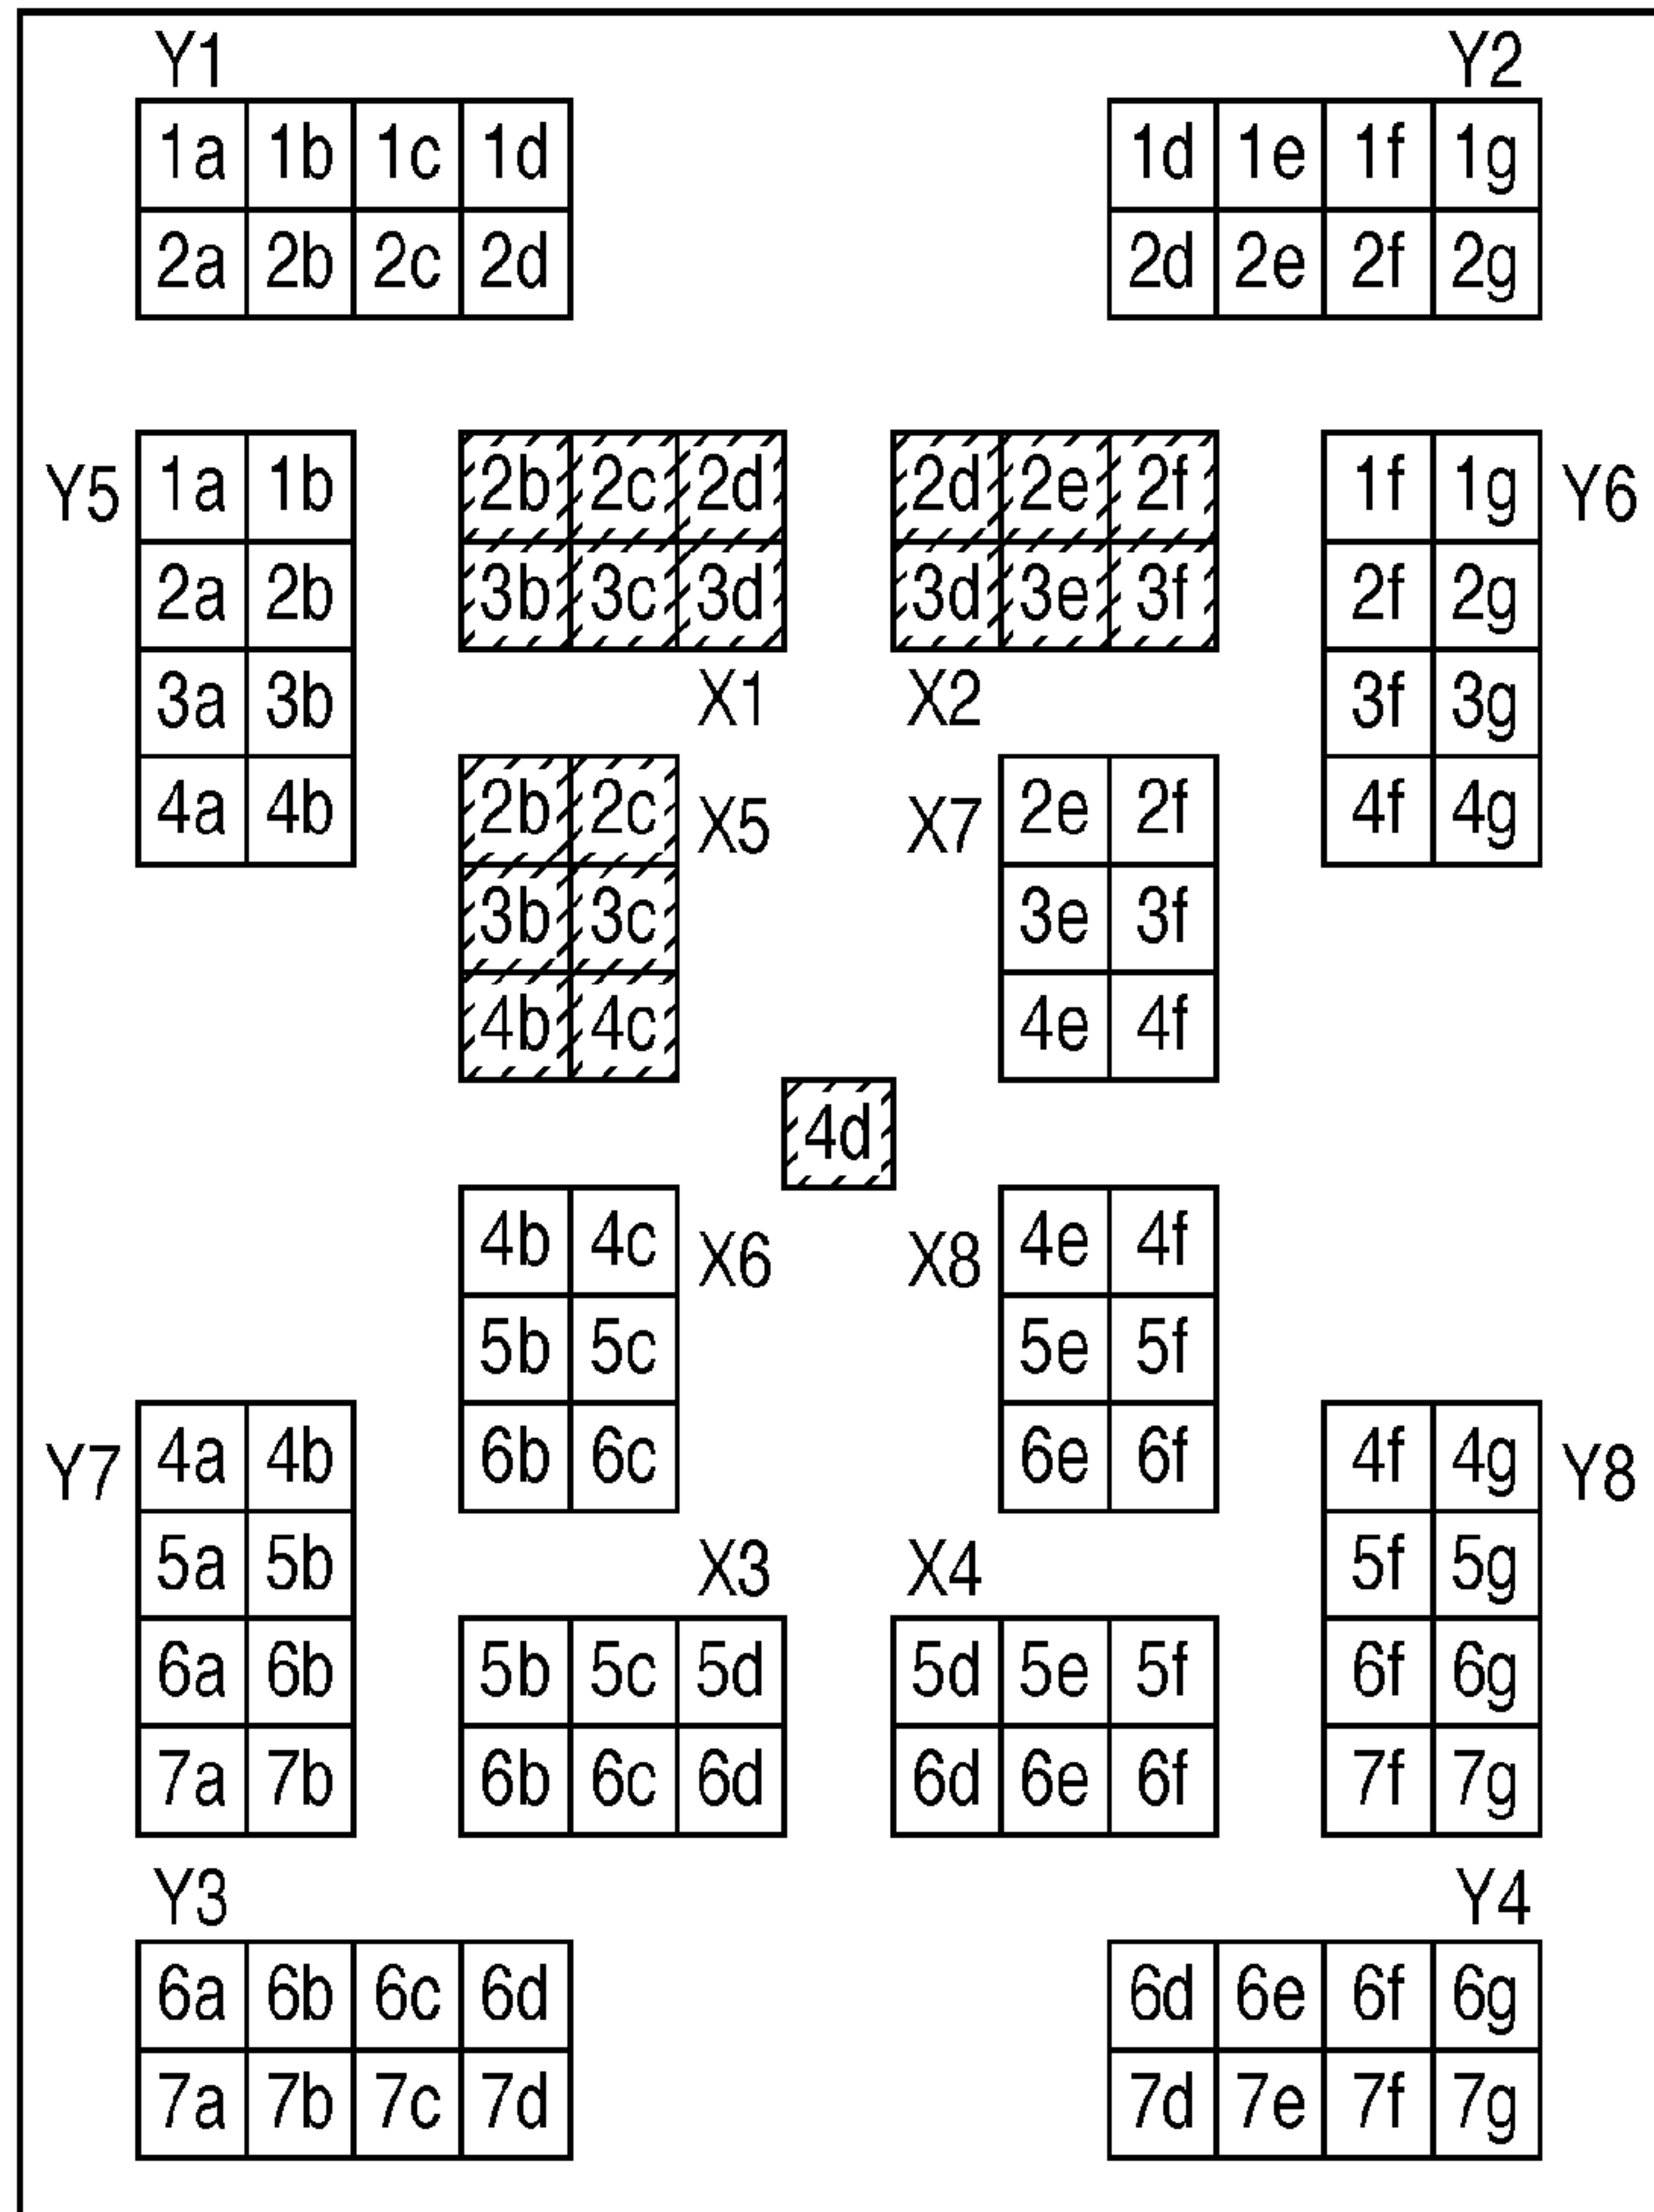 Y1 Y2
1a 1b 1c 1d 1d 1e 1f 1g
2a 2b 2c 2d 2d 2e 2f 2g
Y5 1a 1b 2b 2c 2d 2d 2e 2f 1f 1g Y6
2a 2b 3b 3c 3d 3d 3e 3f 2f 2g
3a 3b X1 X2 3f 3g
4a 4b 2b 2c X5 X7 2e 2f 4f 4g
3b 3c 3e 3f
4b 4c 4e 4f
4d
4b 4c X6 X8 4e 4f
5b 5c 5e 5f
Y7 4a 4b 6b 6c 6e 6f 4f 4g Y8
5a 5b X3 X4 5f 5g
6a 6b 5b 5c 5d 5d 5e 5f 6f 6g
7a 7b 6b 6c 6d 6d 6e 6f 7f 7g
Y3 Y4
6a 6b 6c 6d 6d 6e 6f 6g
7a 7b 7c 7d 7d 7e 7f 7g